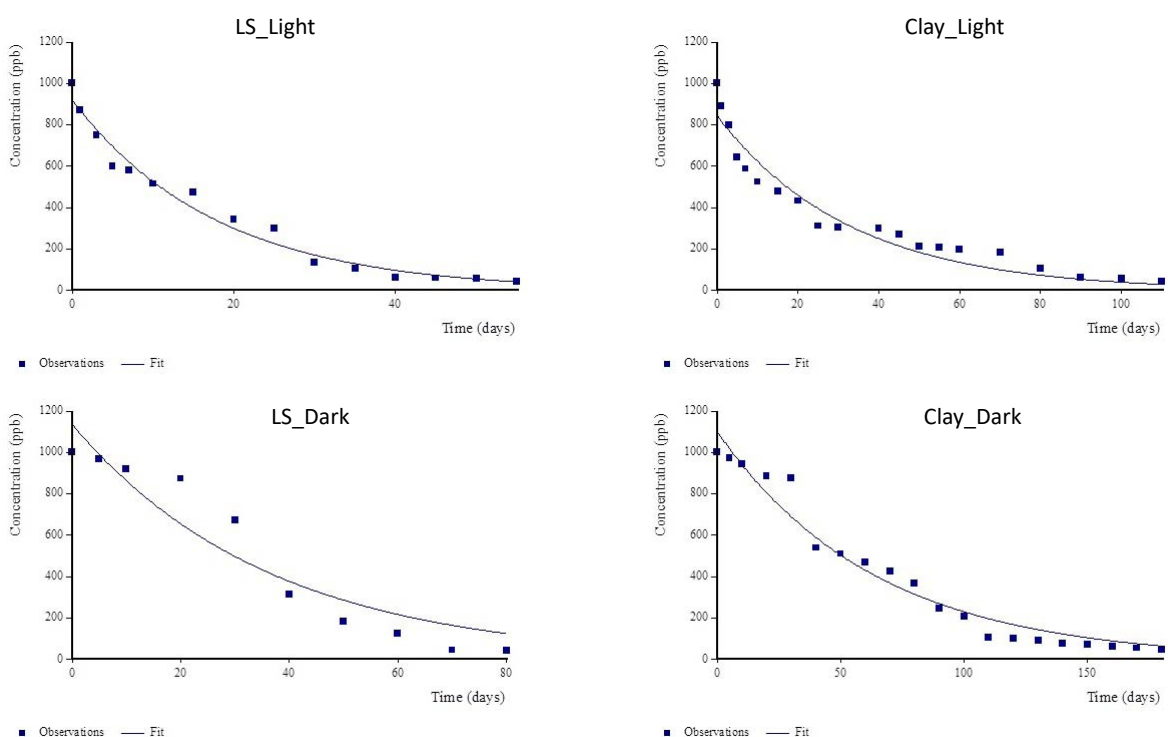 LS_Light
Concentration (ppb)
1200
1000
800
600
400
200
0
0 20 40
Time (days)
Observations Fit
Clay_Light
Concentration (ppb)
1200
1000
800
600
400
200
0
0 20 40 60 80 100
Time (days)
Observations Fit
LS_Dark
Concentration (ppb)
1200
1000
800
600
400
200
0
0 20 40 60 80
Time (days)
Observations Fit
Clay_Dark
Concentration (ppb)
1200
1000
800
600
400
200
0
0 50 100 150
Time (days)
Observations Fit